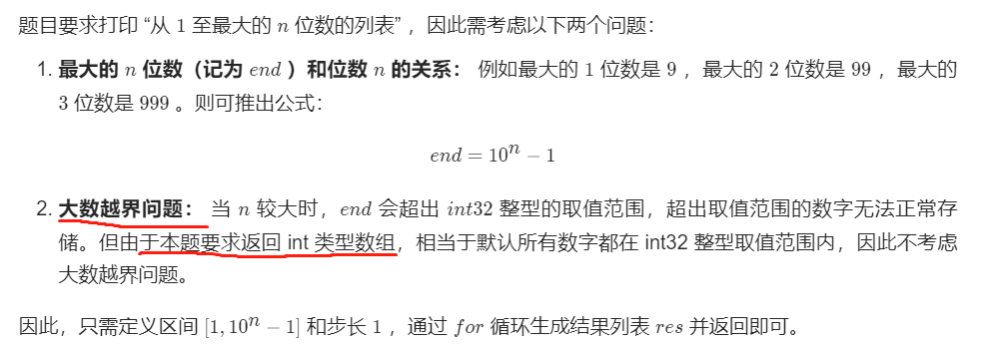 题目要求打印 “从 1 至最大的 n 位数的列表” ，因此需考虑以下两个问题：
1. 最大的 n 位数（记为 end ）和位数 n 的关系： 例如最大的 1 位数是 9 ，最大的 2 位数是 99 ，最大的
3 位数是 999 。则可推出公式：
end = 10ⁿ − 1
2. 大数越界问题： 当 n 较大时，end 会超出 int32 整型的取值范围，超出取值范围的数字无法正常存
储。但由于本题要求返回 int 类型数组，相当于默认所有数字都在 int32 整型取值范围内，因此不考虑
大数越界问题。
因此，只需定义区间 [1, 10ⁿ − 1] 和步长 1 ，通过 for 循环生成结果列表 res 并返回即可。